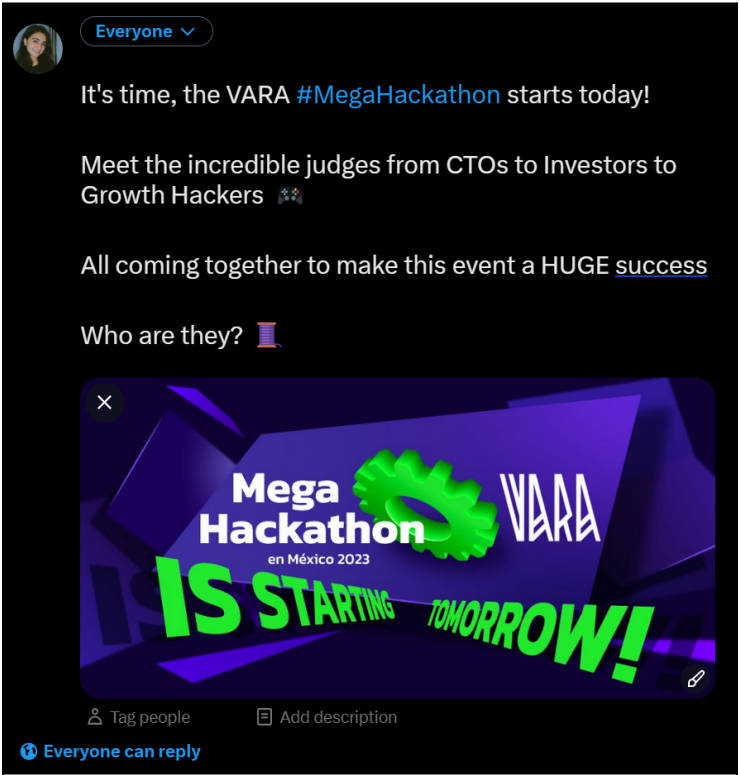 Everyone
It's time, the VARA #MegaHackathon starts today!
Meet the incredible judges from CTOs to Investors to
Growth Hackers 🎮
All coming together to make this event a HUGE success
Who are they? 🧵
Mega
Hackathon
en México 2023
VARA
IS STARTING TOMORROW!
Tag people
Add description
Everyone can reply